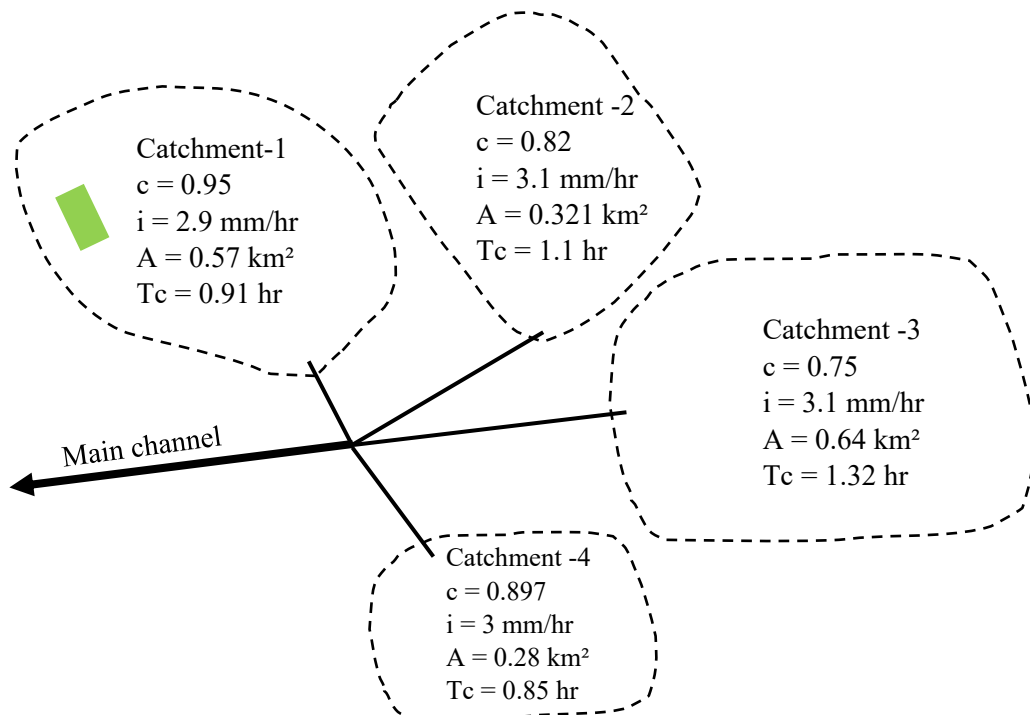 Catchment-1
c = 0.95
i = 2.9 mm/hr
A = 0.57 km²
Tc = 0.91 hr
Catchment -2
c = 0.82
i = 3.1 mm/hr
A = 0.321 km²
Tc = 1.1 hr
Catchment -3
c = 0.75
i = 3.1 mm/hr
A = 0.64 km²
Tc = 1.32 hr
Main channel
Catchment -4
c = 0.897
i = 3 mm/hr
A = 0.28 km²
Tc = 0.85 hr